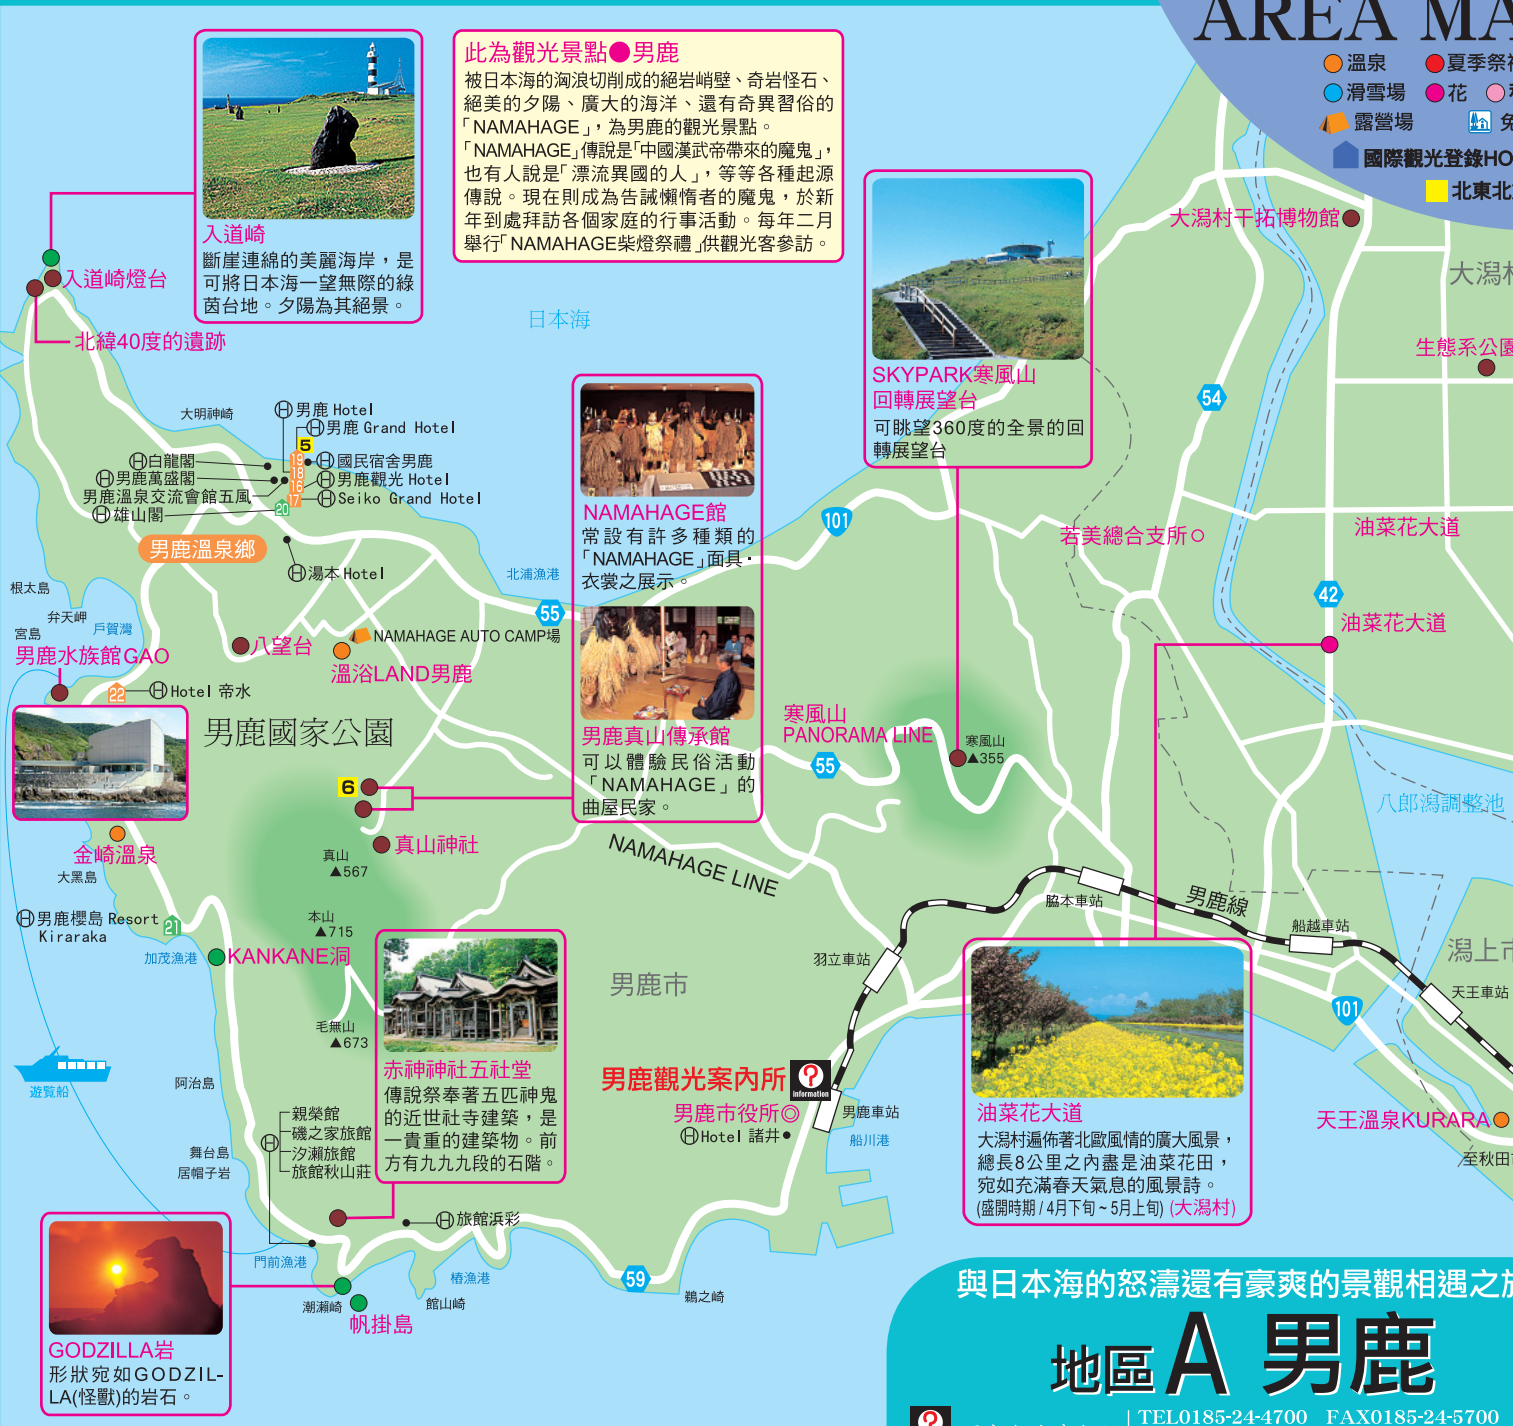 AREA MA
溫泉
夏季祭
滑雪場
花
露營場
免
國際觀光登錄HO
北東北
此為觀光景點●男鹿
被日本海的洶浪切削成的絕岩峭壁、奇岩怪石、
絕美的夕陽、廣大的海洋、還有奇異習俗的
「NAMAHAGE」，為男鹿的觀光景點。
「NAMAHAGE」傳說是「中國漢武帝帶來的魔鬼」，
也有人說是「漂流異國的人」，等等各種起源
傳說。現在則成為告誡懶惰者的魔鬼，於新
年到處拜訪各個家庭的行事活動。每年二月
舉行「NAMAHAGE柴燈祭禮」供觀光客參訪。
入道崎
斷崖連綿的美麗海岸，是
可將日本海一望無際的綠
茵台地。夕陽為其絕景。
入道崎燈台
北緯40度的遺跡
日本海
SKYPARK寒風山
回轉展望台
可眺望360度的全景的回
轉展望台
大潟村干拓博物館
大潟村
生態系公園
54
大明神崎
Ⓗ男鹿 Hotel
Ⓗ男鹿 Grand Hotel
5
Ⓗ白龍閣
19
Ⓗ國民宿舍男鹿
Ⓗ男鹿萬盛閣
18
16
Ⓗ男鹿觀光 Hotel
男鹿溫泉交流會館五風
17
ⒽSeiko Grand Hotel
Ⓗ雄山閣
20
男鹿溫泉鄉
Ⓗ湯本 Hotel
NAMAHAGE館
常設有許多種類的
「NAMAHAGE」面具・
衣裳之展示。
男鹿真山傳承館
可以體驗民俗活動
「NAMAHAGE」的
曲屋民家。
101
若美總合支所
油菜花大道
42
油菜花大道
北浦漁港
55
根太島
弁天岬
宮島
戶賀灣
男鹿水族館GAO
八望台
NAMAHAGE AUTO CAMP場
溫浴LAND男鹿
22
ⒽHotel 帝水
男鹿國家公園
寒風山
PANORAMA LINE
55
寒風山
▲355
6
真山神社
真山
▲567
NAMAHAGE LINE
八郎潟調整池
金崎溫泉
大黑島
Ⓗ男鹿櫻島 Resort
Kiraraka
21
加茂漁港
KANKANE洞
本山
▲715
毛無山
▲673
赤神神社五社堂
傳說祭奉著五匹神鬼
的近世社寺建築，是
一貴重的建築物。前
方有九九九段的石階。
男鹿市
羽立車站
脇本車站
男鹿線
船越車站
潟上市
天王車站
101
遊覧船
阿治島
舞台島
居帽子岩
Ⓗ
親榮館
磯之家旅館
汐瀨旅館
旅館秋山莊
男鹿觀光案內所
Information
男鹿市役所◎
ⒽHotel 諸井
男鹿車站
船川港
油菜花大道
大潟村遍佈著北歐風情的廣大風景，
總長8公里之內盡是油菜花田，
宛如充滿春天氣息的風景詩。
(盛開時期 / 4月下旬～5月上旬) (大潟村)
天王溫泉KURARA
至秋田
Ⓗ旅館浜彩
門前漁港
椿漁港
潮瀨崎
館山崎
帆掛島
59
鵜之崎
GODZILLA岩
形狀宛如GODZIL-
LA(怪獸)的岩石。
與日本海的怒濤還有豪爽的景觀相遇之旅
地區 A 男鹿
TEL0185-24-4700 FAX0185-24-5700